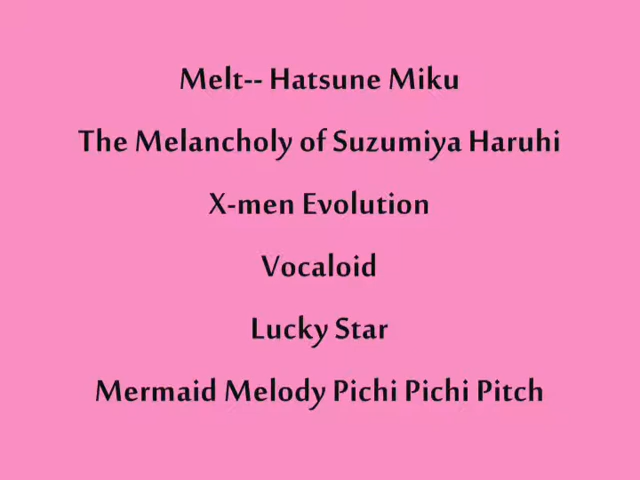 Melt-- Hatsune Miku
The Melancholy of Suzumiya Haruhi
X-men Evolution
Vocaloid
Lucky Star
Mermaid Melody Pichi Pichi Pitch